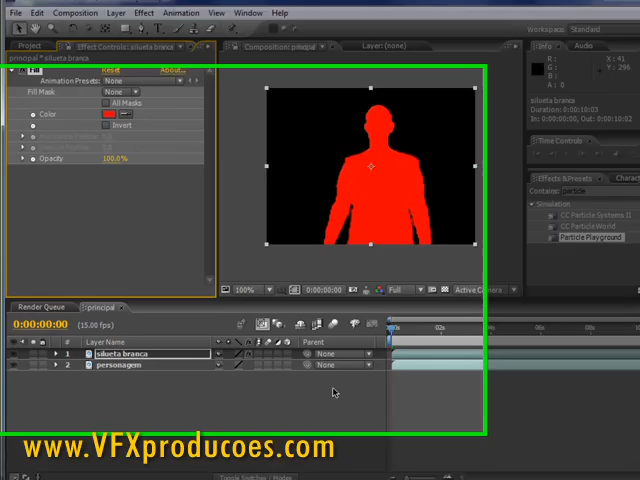 File Edit Composition Layer Effect Animation View Window Help
Workspace: Standard
Project Effect Controls: silueta branca Composition: principal Layer: (none) Info Audio
principal * silueta branca
Fill Reset About...
Animation Presets: None
Fill Mask None
All Masks
Color
Invert
Opacity 100.0%
R:
G:
B:
A: 0
X: 41
Y: 296
silueta branca
Duration: 0:00:10:03
In: 0:00:00:00, Out: 0:00:10:02
Time Controls
Effects & Presets Charact
Contains: particle
Simulation
CC Particle Systems II
CC Particle World
Particle Playground
100% 0:00:00:00 Full Active Camera
Render Queue principal
0:00:00:00 (15.00 fps)
# Layer Name Parent
02s
1 silueta branca None
2 personagem None
www.VFXproducoes.com
Toggle Switches / Modes